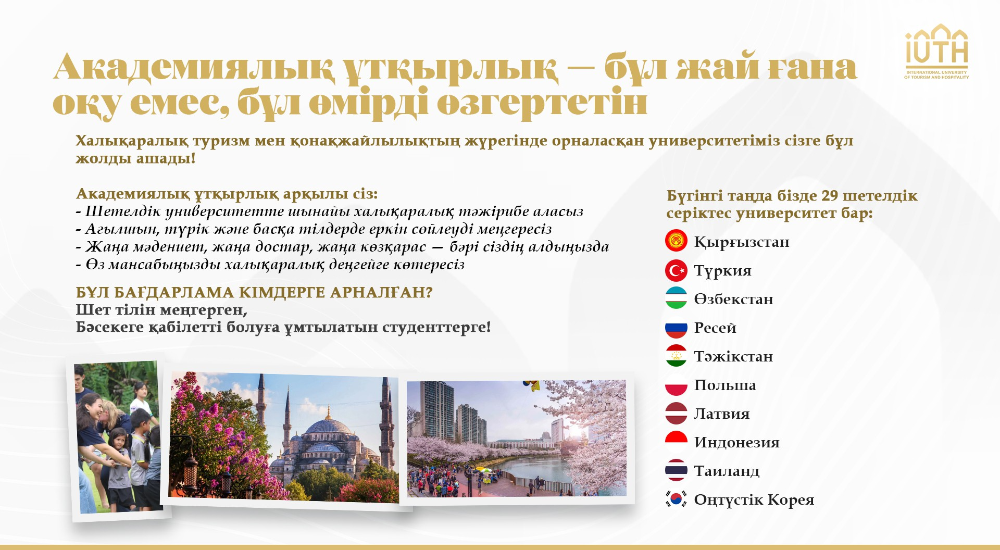 Академиялық ұтқырлық — бұл жай ғана
оқу емес, бұл өмірді өзгертетін
iUTH
INTERNATIONAL UNIVERSITY
OF TOURISM AND HOSPITALITY
Халықаралық туризм мен қонақжайлылықтың жүрегінде орналасқан университетіміз сізге бұл
жолды ашады!
Академиялық ұтқырлық арқылы сіз:
- Шетелдік университетте шынайы халықаралық тәжірибе аласыз
- Ағылшын, түрік және басқа тілдерде еркін сөйлеуді меңгересіз
- Жаңа мәдениет, жаңа достар, жаңа көзқарас — бәрі сіздің алдыңызда
- Өз мансабыңызды халықаралық деңгейге көтересіз
БҰЛ БАҒДАРЛАМА КІМДЕРГЕ АРНАЛҒАН?
Шет тілін меңгерген,
Бәсекеге қабілетті болуға ұмтылатын студенттерге!
Бүгінгі таңда бізде 29 шетелдік
серіктес университет бар:
Қырғызстан
Түркия
Өзбекстан
Ресей
Тәжікстан
Польша
Латвия
Индонезия
Таиланд
Оңтүстік Корея